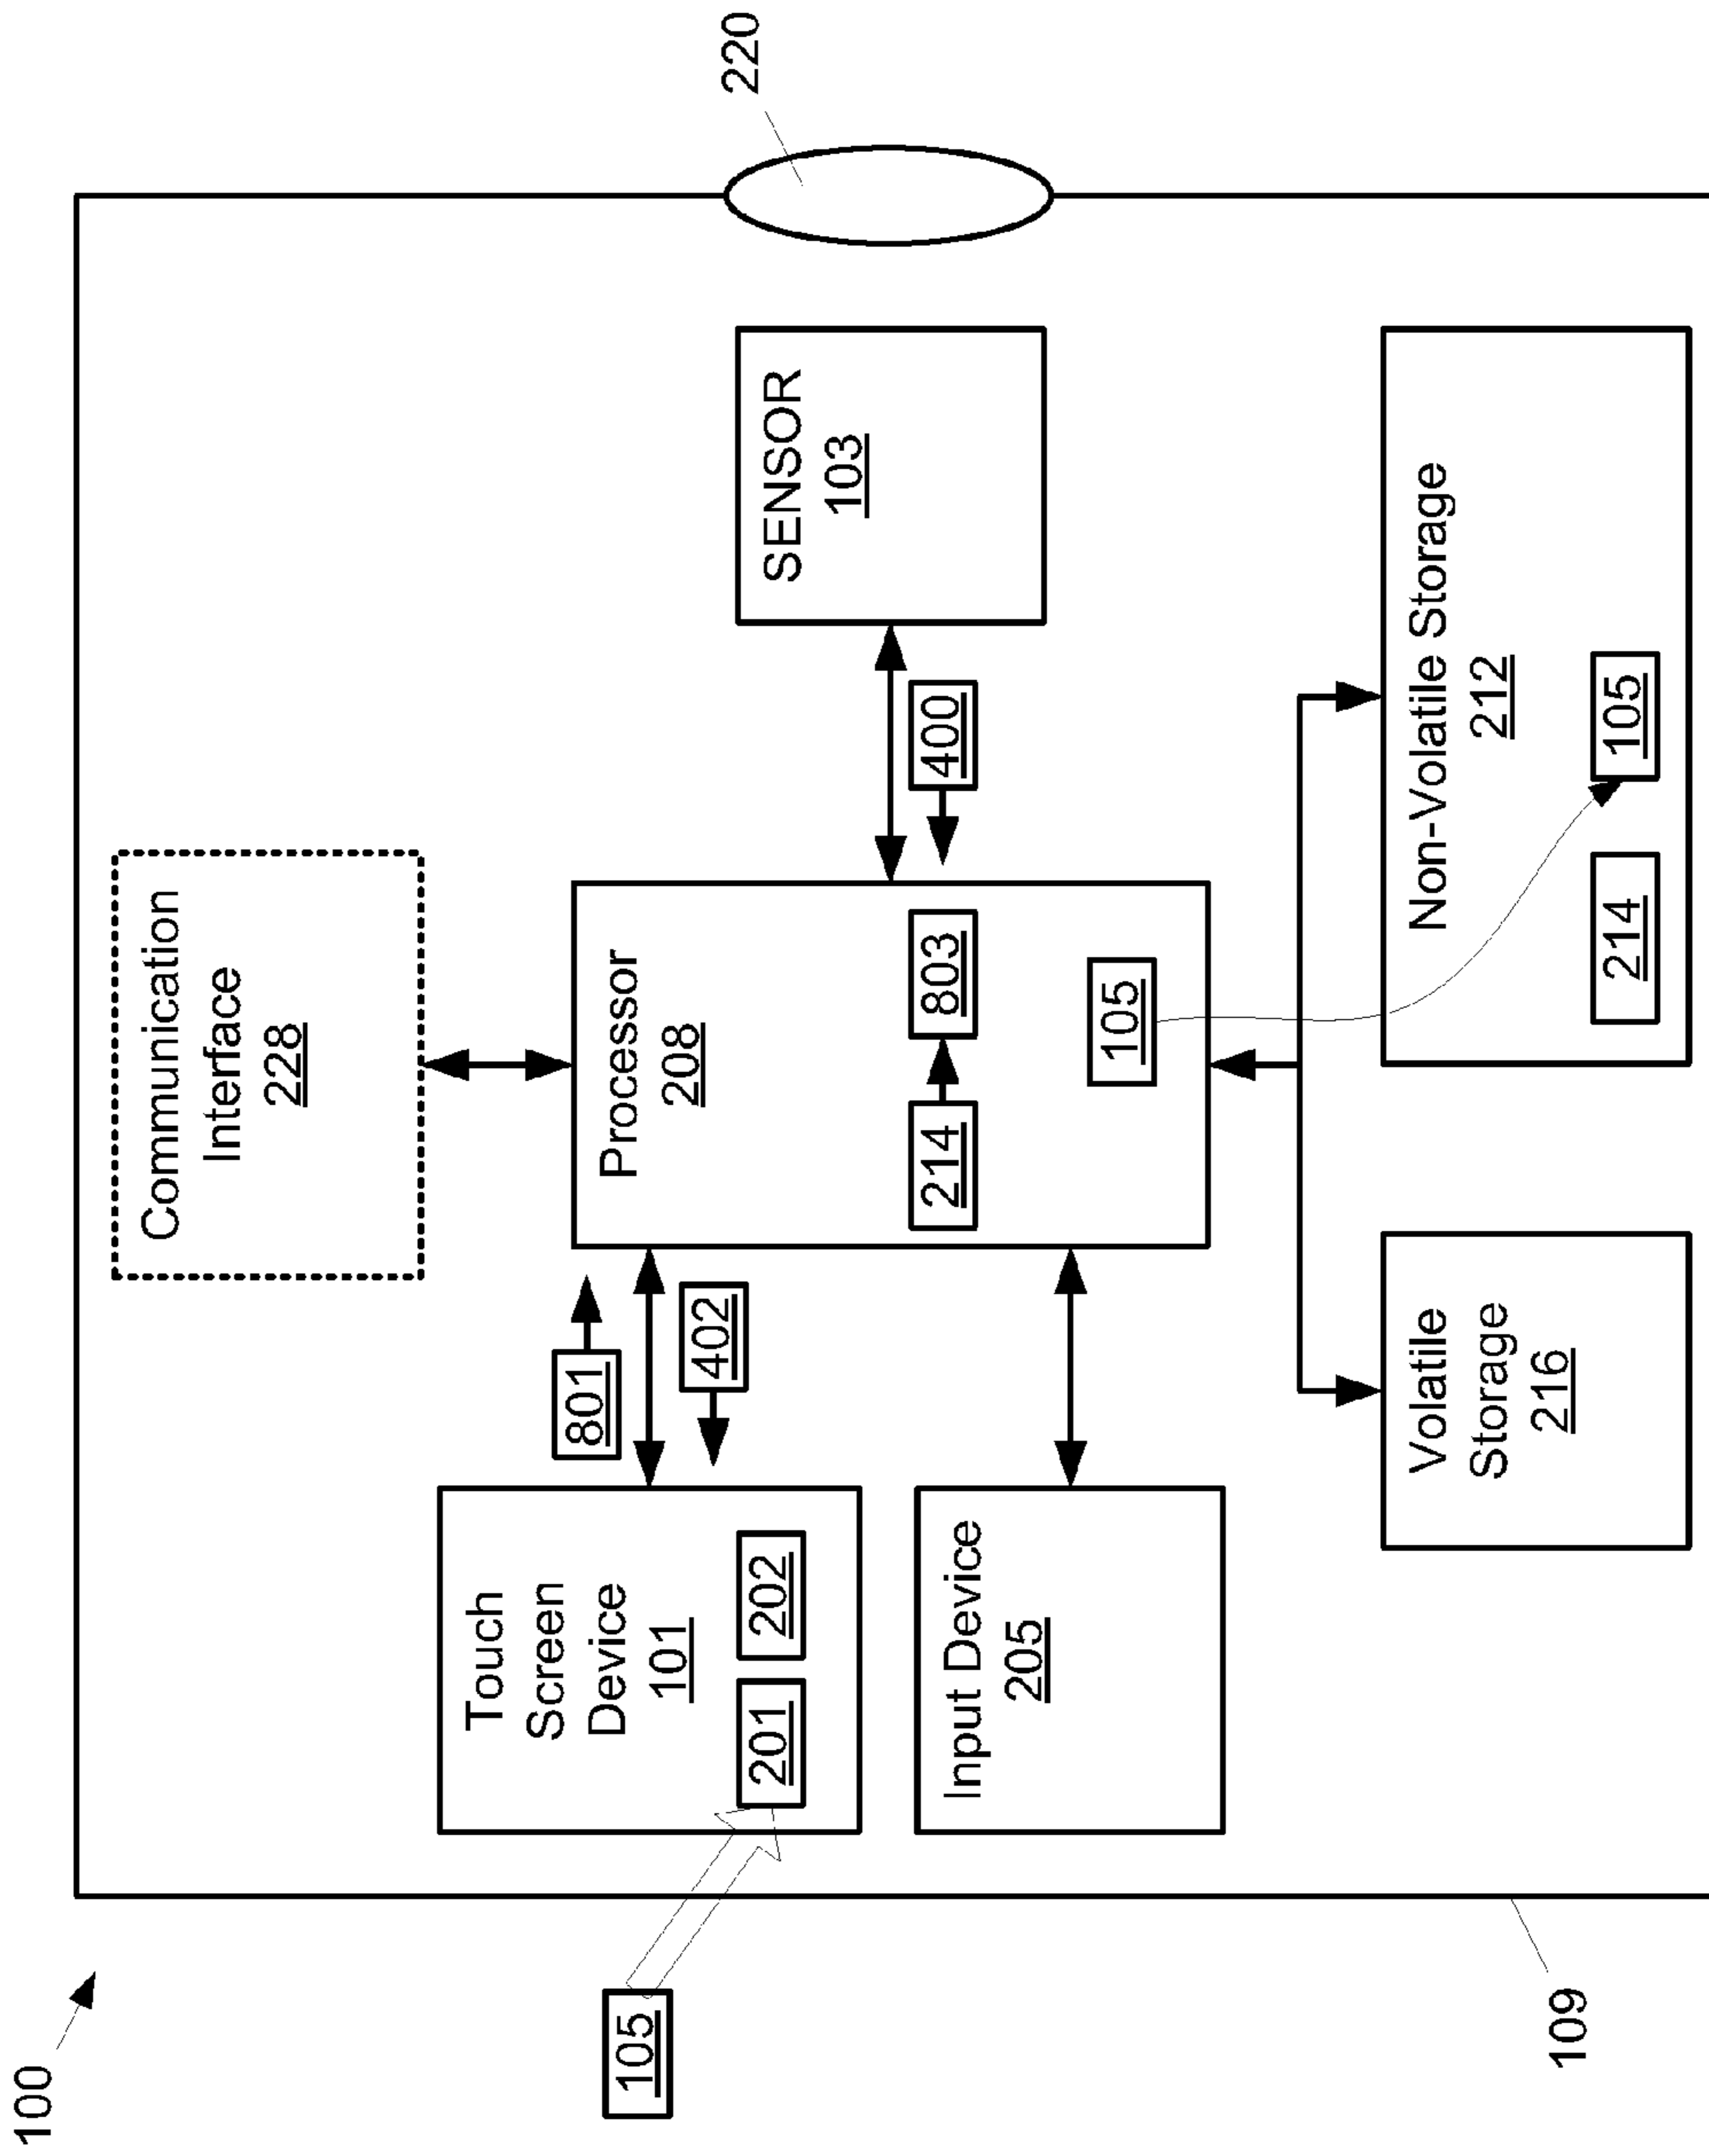 100
220
Communication
Interface
228
801
402
Touch
Screen
Device
101
201
202
105
Processor
208
214
803
105
400
SENSOR
103
Input Device
205
Volatile
Storage
216
Non-Volatile Storage
212
214
105
109